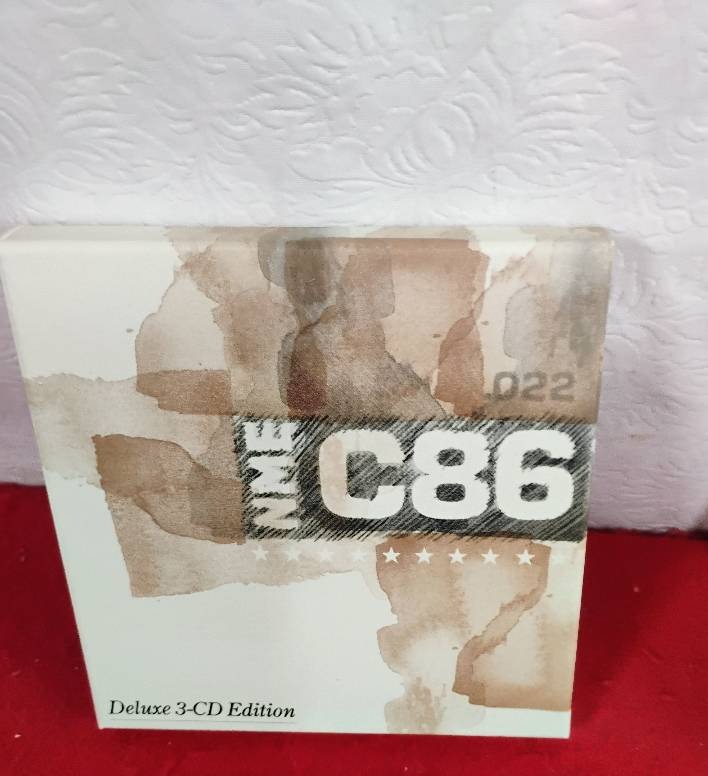 .022
NME
C86
Deluxe 3-CD Edition